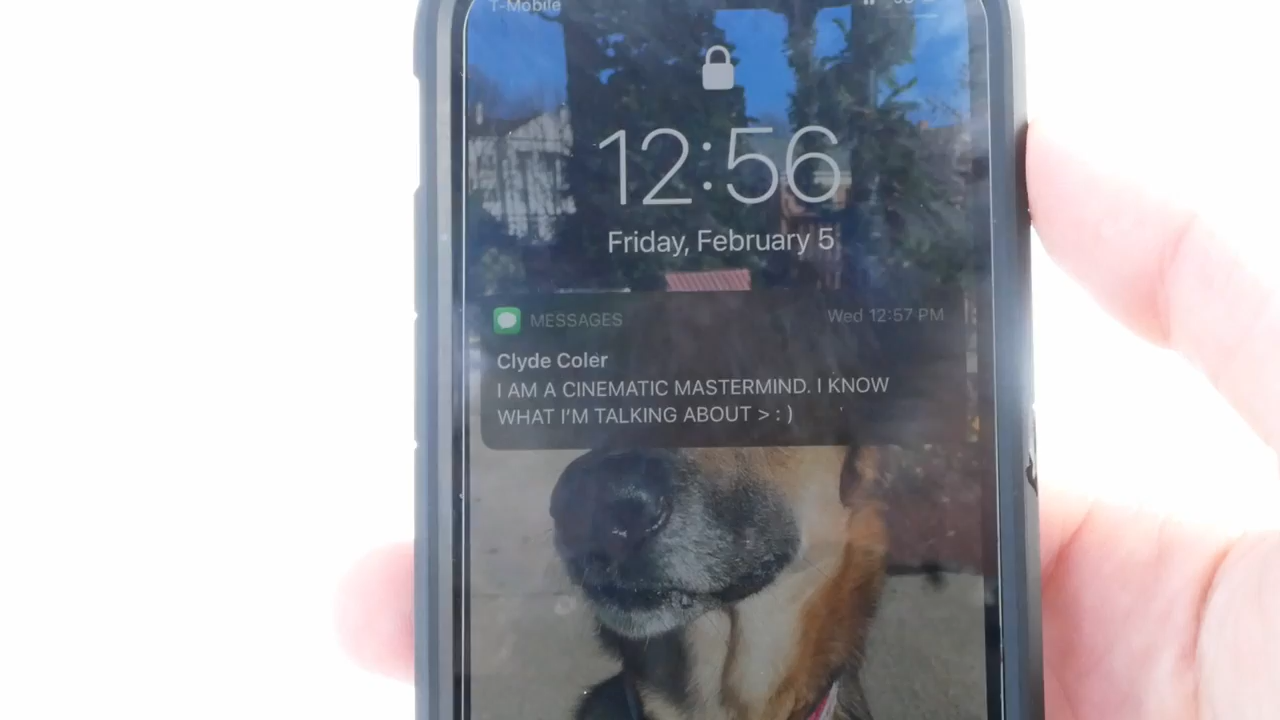 T-Mobile
12:56
Friday, February 5
MESSAGES Wed 12:57 PM
Clyde Coler
I AM A CINEMATIC MASTERMIND. I KNOW
WHAT I'M TALKING ABOUT > : )